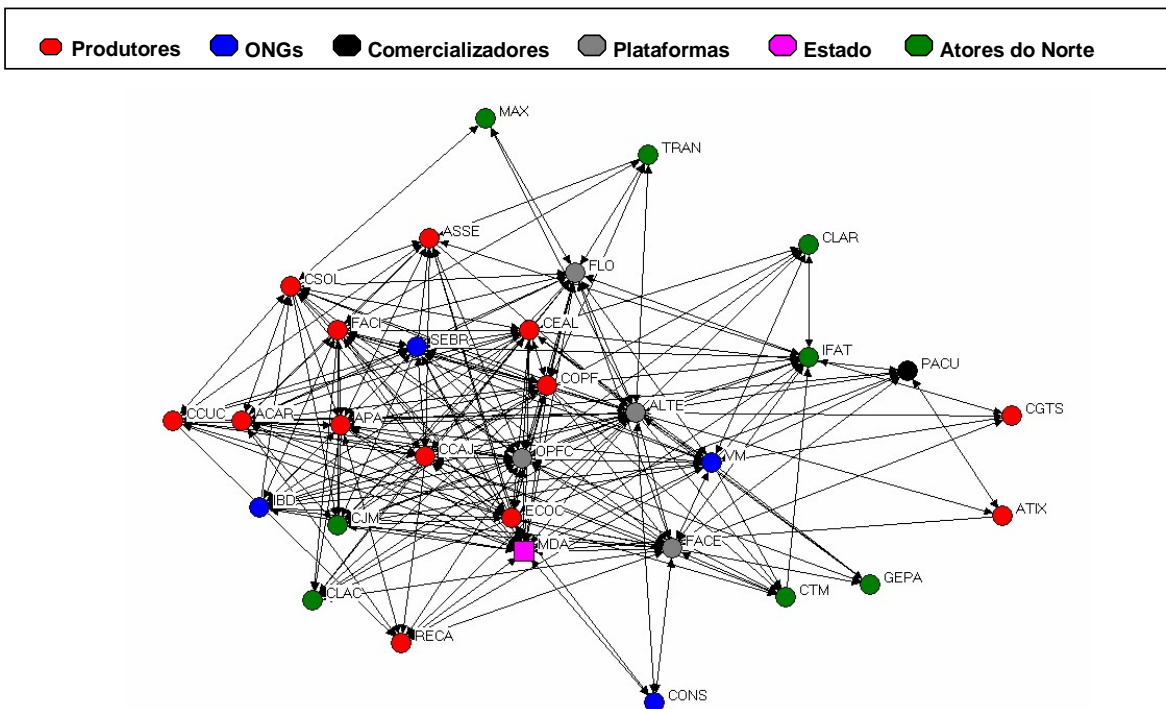 Produtores ONGs Comercializadores Plataformas Estado Atores do Norte
MAX
TRAN
ASSE
CLAR
FLO
CSOL
FACI
CEAL
SEBR
IFAT
PACU
COPF
ALTE
CGTS
CCUC
ACAR
APA
CCAJ
OPFC
VM
IBD
ECOC
ATIX
CJM
MDA
FACE
GEPA
CTM
CLAC
RECA
CONS